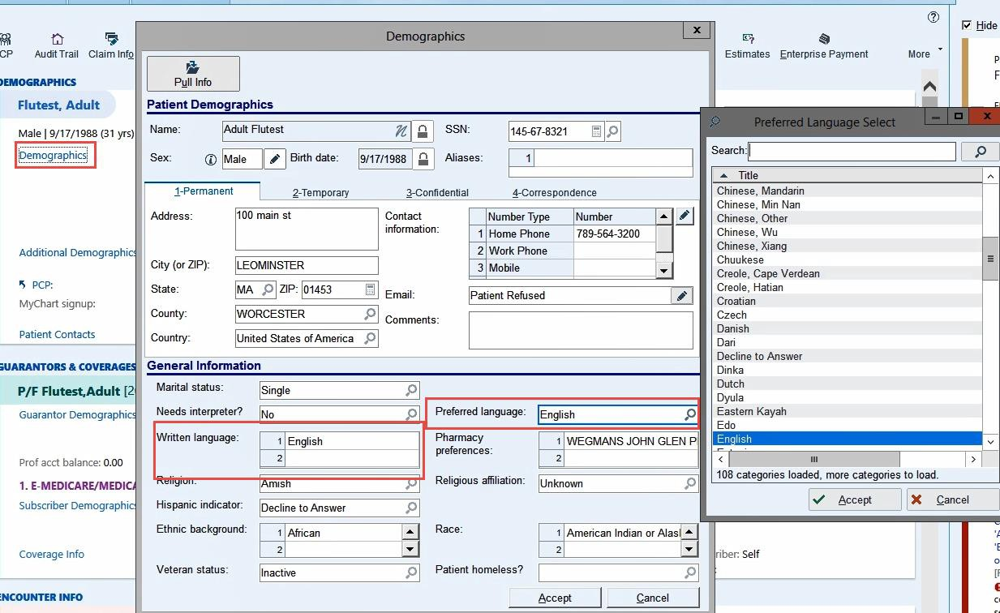 CP
Audit Trail
Claim Info
Estimates
Enterprise Payment
More
Hide
DEMOGRAPHICS
Flutest, Adult
Male | 9/17/1988 (31 yrs)
Demographics
Additional Demographics
PCP:
MyChart signup:
Patient Contacts
GUARANTORS & COVERAGES
P/F Flutest,Adult [2
Guarantor Demographics
Prof acct balance: 0.00
1. E-MEDICARE/MEDICA
Subscriber Demographics
Coverage Info
ENCOUNTER INFO
Demographics
Pull Info
Patient Demographics
Name: Adult Flutest
SSN: 145-67-8321
Sex: Male
Birth date: 9/17/1988
Aliases: 1
1-Permanent 2-Temporary 3-Confidential 4-Correspondence
Address: 100 main st
City (or ZIP): LEOMINSTER
State: MA ZIP: 01453
County: WORCESTER
Country: United States of America
Contact
information:
Number Type Number
1 Home Phone 789-564-3200
2 Work Phone
3 Mobile
Email: Patient Refused
Comments:
General Information
Marital status: Single
Needs interpreter? No
Preferred language: English
Written language: 1 English
2
Pharmacy
preferences:
1 WEGMANS JOHN GLEN P
2
Religion: Amish
Religious affiliation: Unknown
Hispanic indicator: Decline to Answer
Ethnic background: 1 African
2
Race: 1 American Indian or Alas
2
Veteran status: Inactive
Patient homeless?
Accept Cancel
Preferred Language Select
Search:
Title
Chinese, Mandarin
Chinese, Min Nan
Chinese, Other
Chinese, Wu
Chinese, Xiang
Chuukese
Creole, Cape Verdean
Creole, Hatian
Croatian
Czech
Danish
Dari
Decline to Answer
Dinka
Dutch
Dyula
Eastern Kayah
Edo
English
108 categories loaded, more categories to load.
Accept Cancel
riber: Self